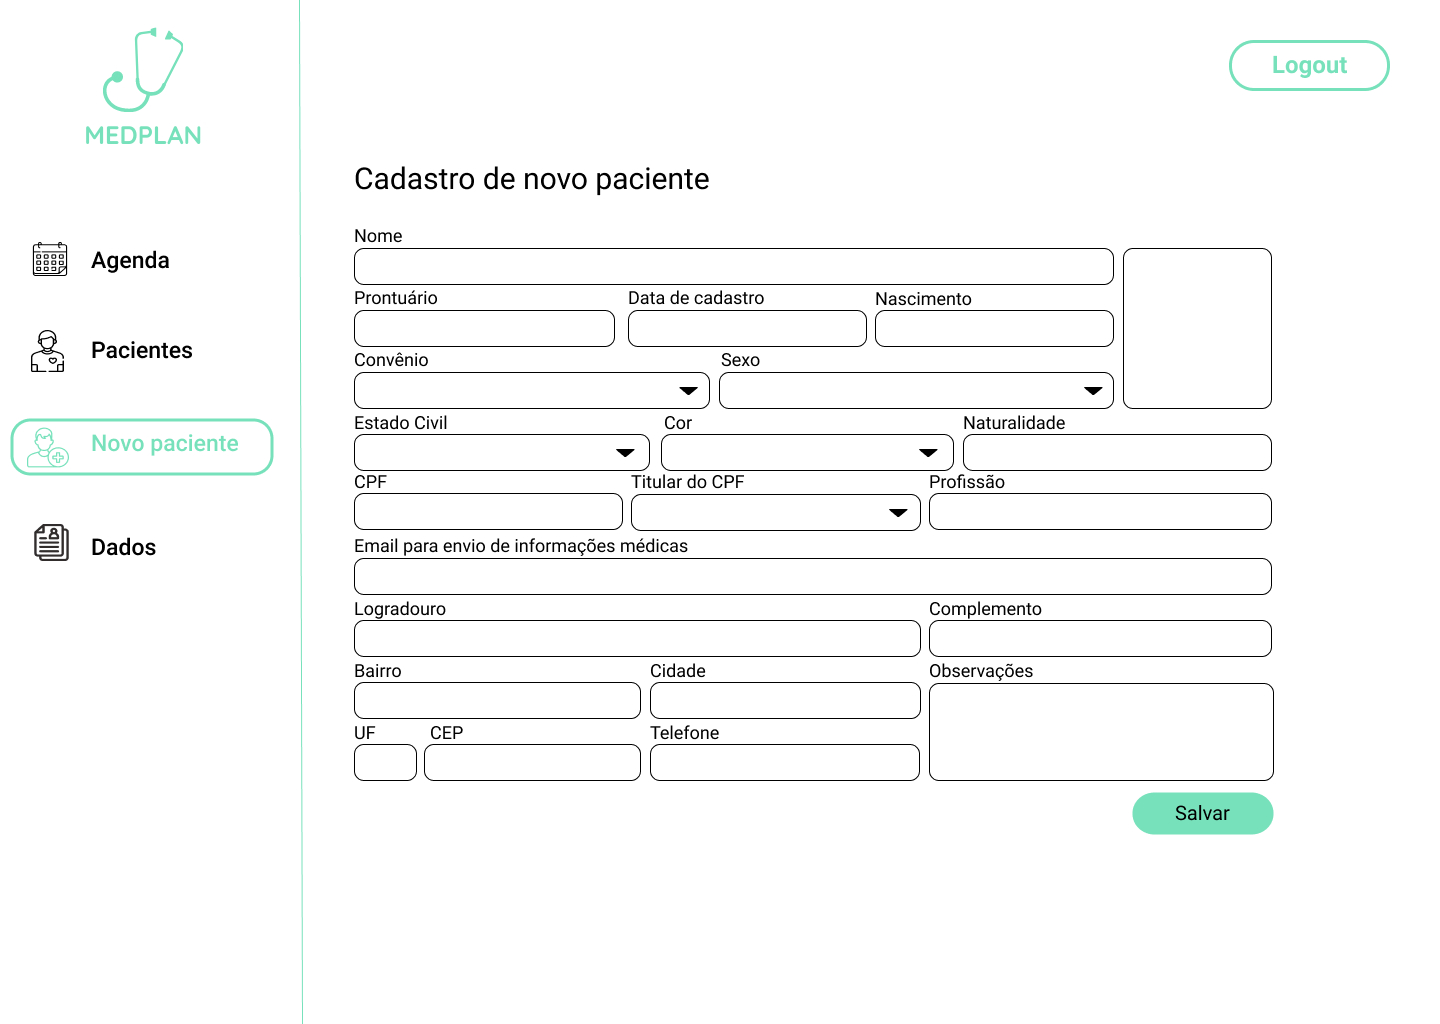 MEDPLAN
Agenda
Pacientes
Novo paciente
Dados
Logout
Cadastro de novo paciente
Nome
Prontuário Data de cadastro Nascimento
Convênio Sexo
Estado Civil Cor Naturalidade
CPF Titular do CPF Profissão
Email para envio de informações médicas
Logradouro Complemento
Bairro Cidade Observações
UF CEP Telefone
Salvar